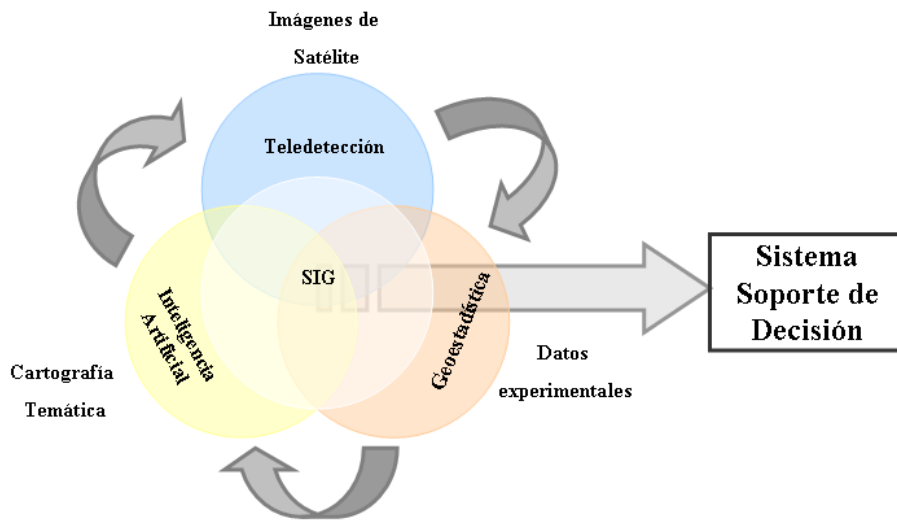 Imágenes de
Satélite
Teledetección
SIG
Inteligencia
Artificial
Geoestadística
Cartografía
Temática
Datos
experimentales
Sistema
Soporte de
Decisión